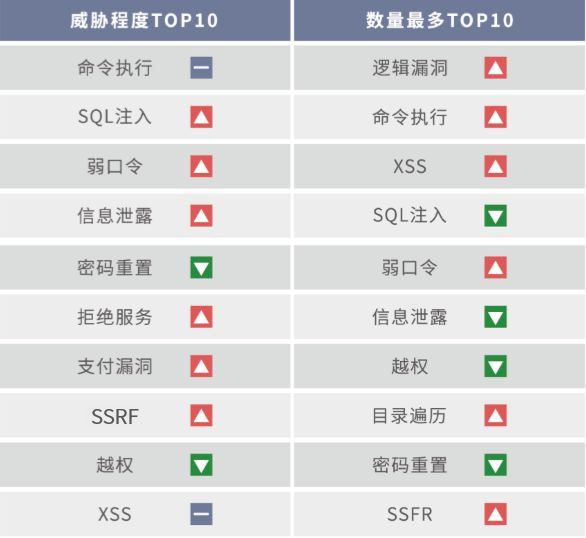 威胁程度TOP10 数量最多TOP10
命令执行 逻辑漏洞
SQL注入 命令执行
弱口令 XSS
信息泄露 SQL注入
密码重置 弱口令
拒绝服务 信息泄露
支付漏洞 越权
SSRF 目录遍历
越权 密码重置
XSS SSFR